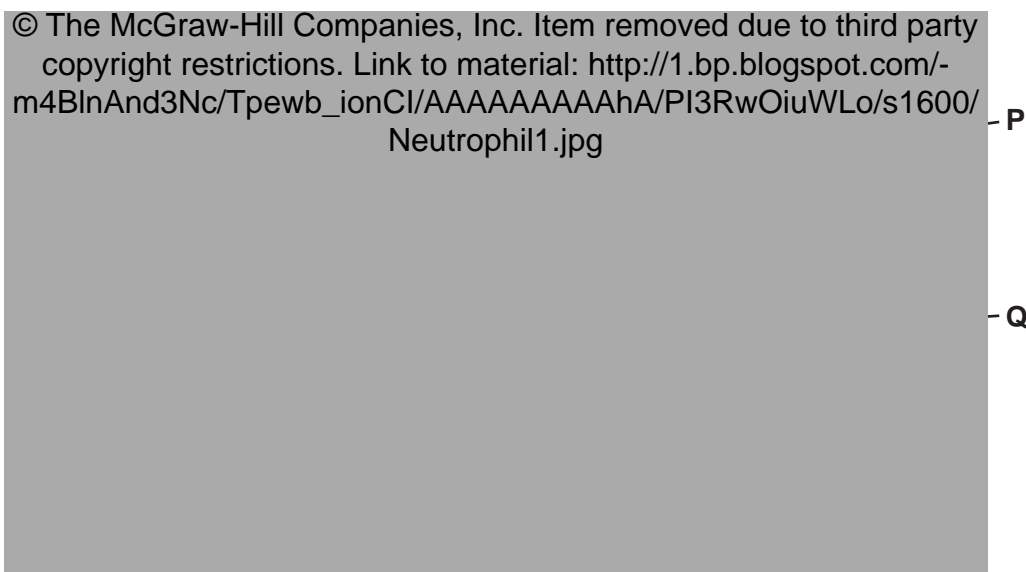 © The McGraw-Hill Companies, Inc. Item removed due to third party
copyright restrictions. Link to material: http://1.bp.blogspot.com/-
m4BlnAnd3Nc/Tpewb_ionCI/AAAAAAAAAhA/PI3RwOiuWLo/s1600/
Neutrophil1.jpg
P
Q